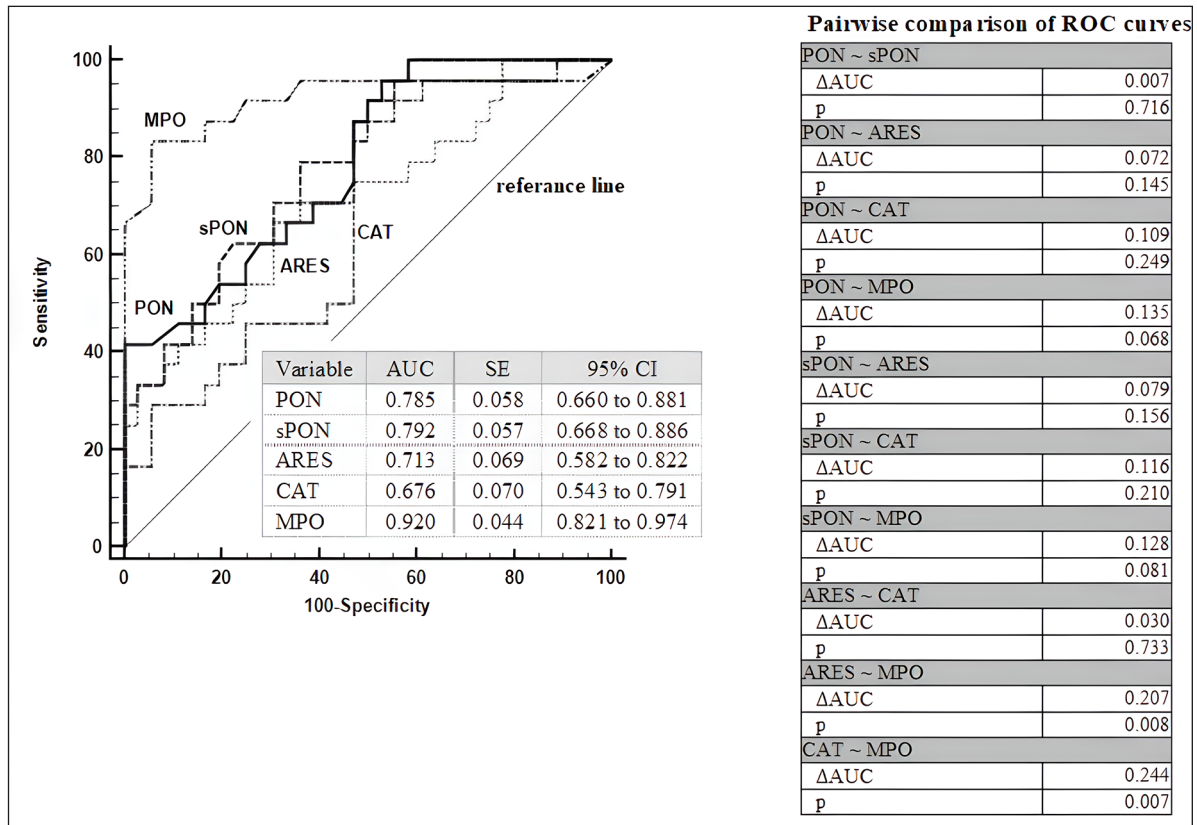 Pairwise comparison of ROC curves
100
80
60
40
20
0
Sensitivity
MPO
sPON
PON
ARES
CAT
referance line
0 20 40 60 80 100
100-Specificity
Variable AUC SE 95% CI
PON 0.785 0.058 0.660 to 0.881
sPON 0.792 0.057 0.668 to 0.886
ARES 0.713 0.069 0.582 to 0.822
CAT 0.676 0.070 0.543 to 0.791
MPO 0.920 0.044 0.821 to 0.974
PON ~ sPON
ΔAUC 0.007
p 0.716
PON ~ ARES
ΔAUC 0.072
p 0.145
PON ~ CAT
ΔAUC 0.109
p 0.249
PON ~ MPO
ΔAUC 0.135
p 0.068
sPON ~ ARES
ΔAUC 0.079
p 0.156
sPON ~ CAT
ΔAUC 0.116
p 0.210
sPON ~ MPO
ΔAUC 0.128
p 0.081
ARES ~ CAT
ΔAUC 0.030
p 0.733
ARES ~ MPO
ΔAUC 0.207
p 0.008
CAT ~ MPO
ΔAUC 0.244
p 0.007